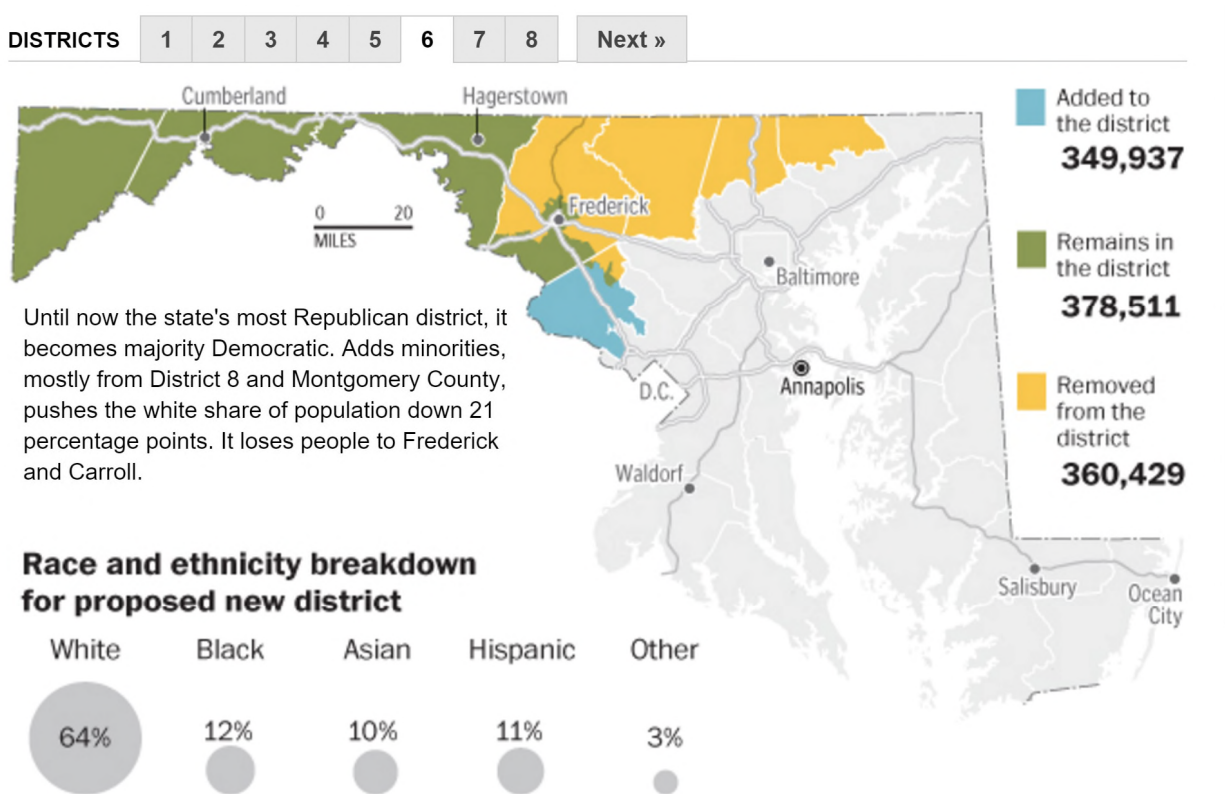 DISTRICTS 1 2 3 4 5 6 7 8 Next »
Cumberland
Hagerstown
Frederick
0 20
MILES
Baltimore
D.C.
Annapolis
Waldorf
Salisbury
Ocean
City
Added to
the district
349,937
Remains in
the district
378,511
Removed
from the
district
360,429
Until now the state's most Republican district, it
becomes majority Democratic. Adds minorities,
mostly from District 8 and Montgomery County,
pushes the white share of population down 21
percentage points. It loses people to Frederick
and Carroll.
Race and ethnicity breakdown
for proposed new district
White Black Asian Hispanic Other
64% 12% 10% 11% 3%